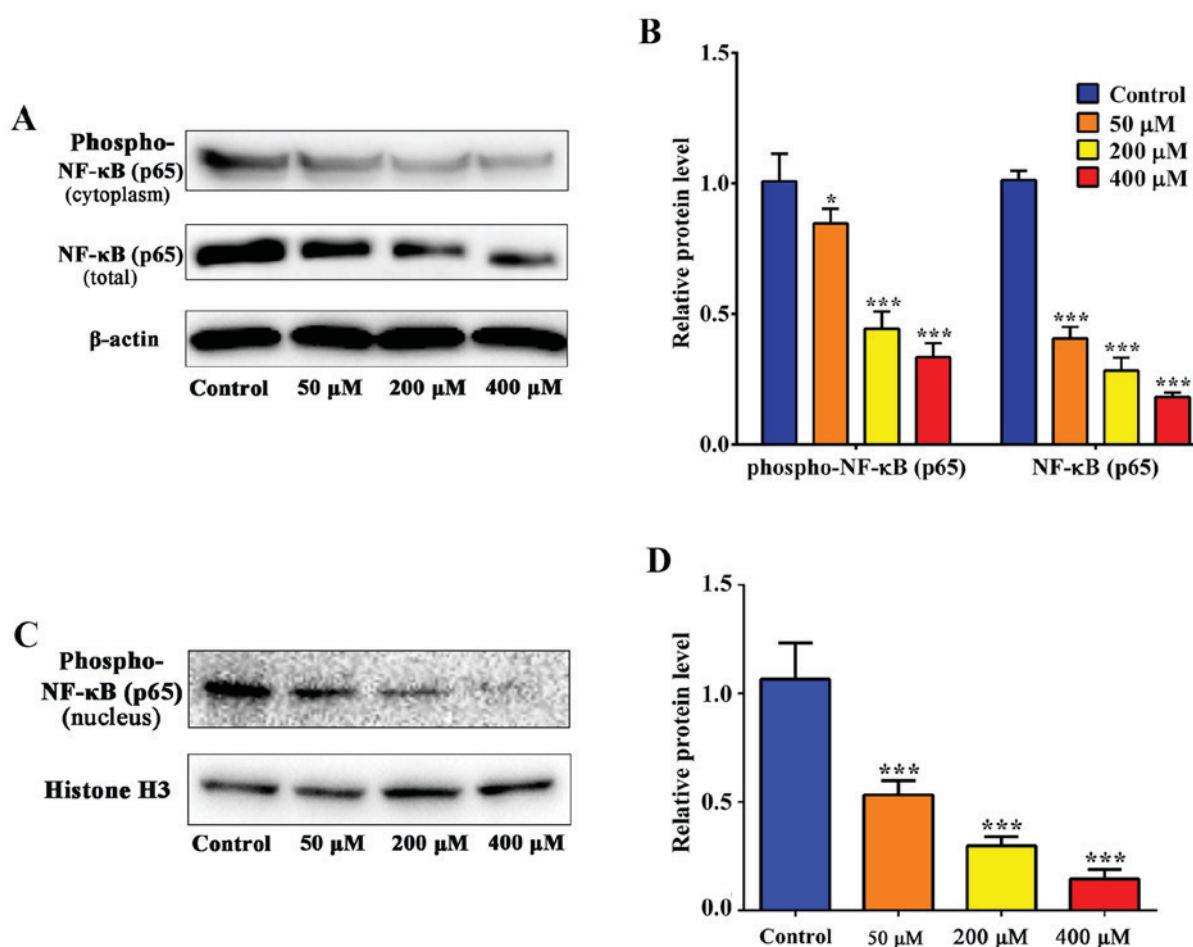 A
Phospho-
NF-κB (p65)
(cytoplasm)
NF-κB (p65)
(total)
β-actin
Control 50 μM 200 μM 400 μM
B
1.5
1.0
0.5
0.0
Relative protein level
Control
50 μM
200 μM
400 μM
*
***
***
***
***
***
phospho-NF-κB (p65) NF-κB (p65)
C
Phospho-
NF-κB (p65)
(nucleus)
Histone H3
Control 50 μM 200 μM 400 μM
D
1.5
1.0
0.5
0.0
Relative protein level
***
***
***
Control 50 μM 200 μM 400 μM